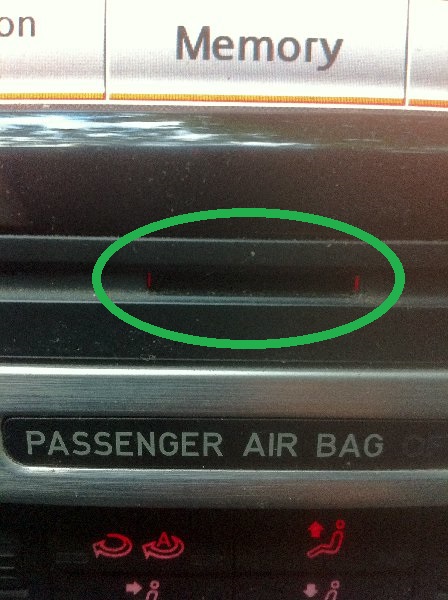 on
Memory
PASSENGER AIR BAG
A